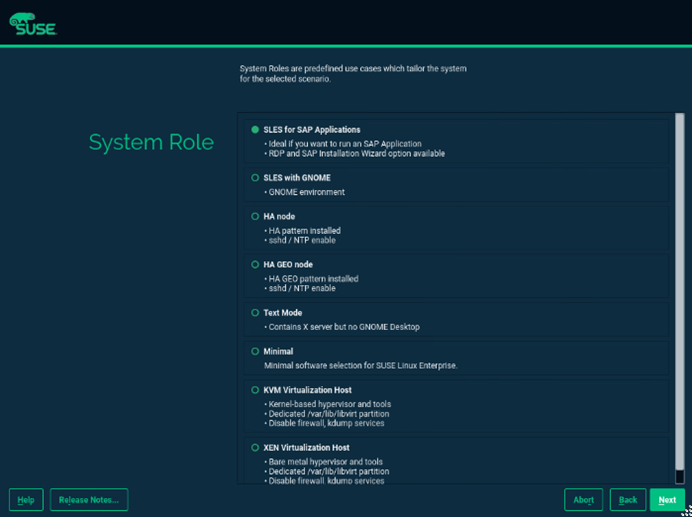 SUSE
System Roles are predefined use cases which tailor the system
for the selected scenario.
System Role
SLES for SAP Applications
• Ideal if you want to run an SAP Application
• RDP and SAP Installation Wizard option available
SLES with GNOME
• GNOME environment
HA node
• HA pattern installed
• sshd / NTP enable
HA GEO node
• HA GEO pattern installed
• sshd / NTP enable
Text Mode
• Contains X server but no GNOME Desktop
Minimal
Minimal software selection for SUSE Linux Enterprise.
KVM Virtualization Host
• Kernel-based hypervisor and tools
• Dedicated /var/lib/libvirt partition
• Disable firewall, kdump services
XEN Virtualization Host
• Bare metal hypervisor and tools
• Dedicated /var/lib/libvirt partition
• Disable firewall, kdump services
Help Release Notes... Abort Back Next